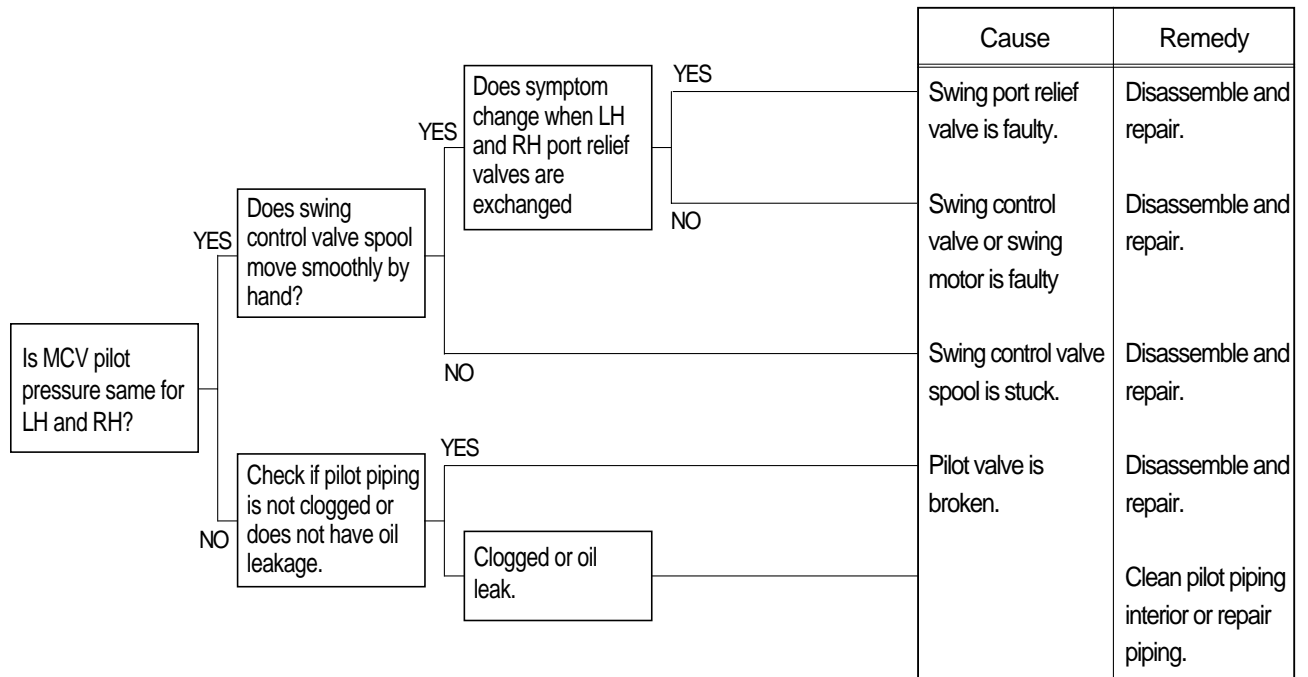 Cause
Remedy
Is MCV pilot
pressure same for
LH and RH?
YES
NO
Does swing
control valve spool
move smoothly by
hand?
YES
NO
Does symptom
change when LH
and RH port relief
valves are
exchanged
YES
NO
Check if pilot piping
is not clogged or
does not have oil
leakage.
YES
Clogged or oil
leak.
Swing port relief
valve is faulty.
Disassemble and
repair.
Swing control
valve or swing
motor is faulty
Disassemble and
repair.
Swing control valve
spool is stuck.
Disassemble and
repair.
Pilot valve is
broken.
Disassemble and
repair.
Clean pilot piping
interior or repair
piping.